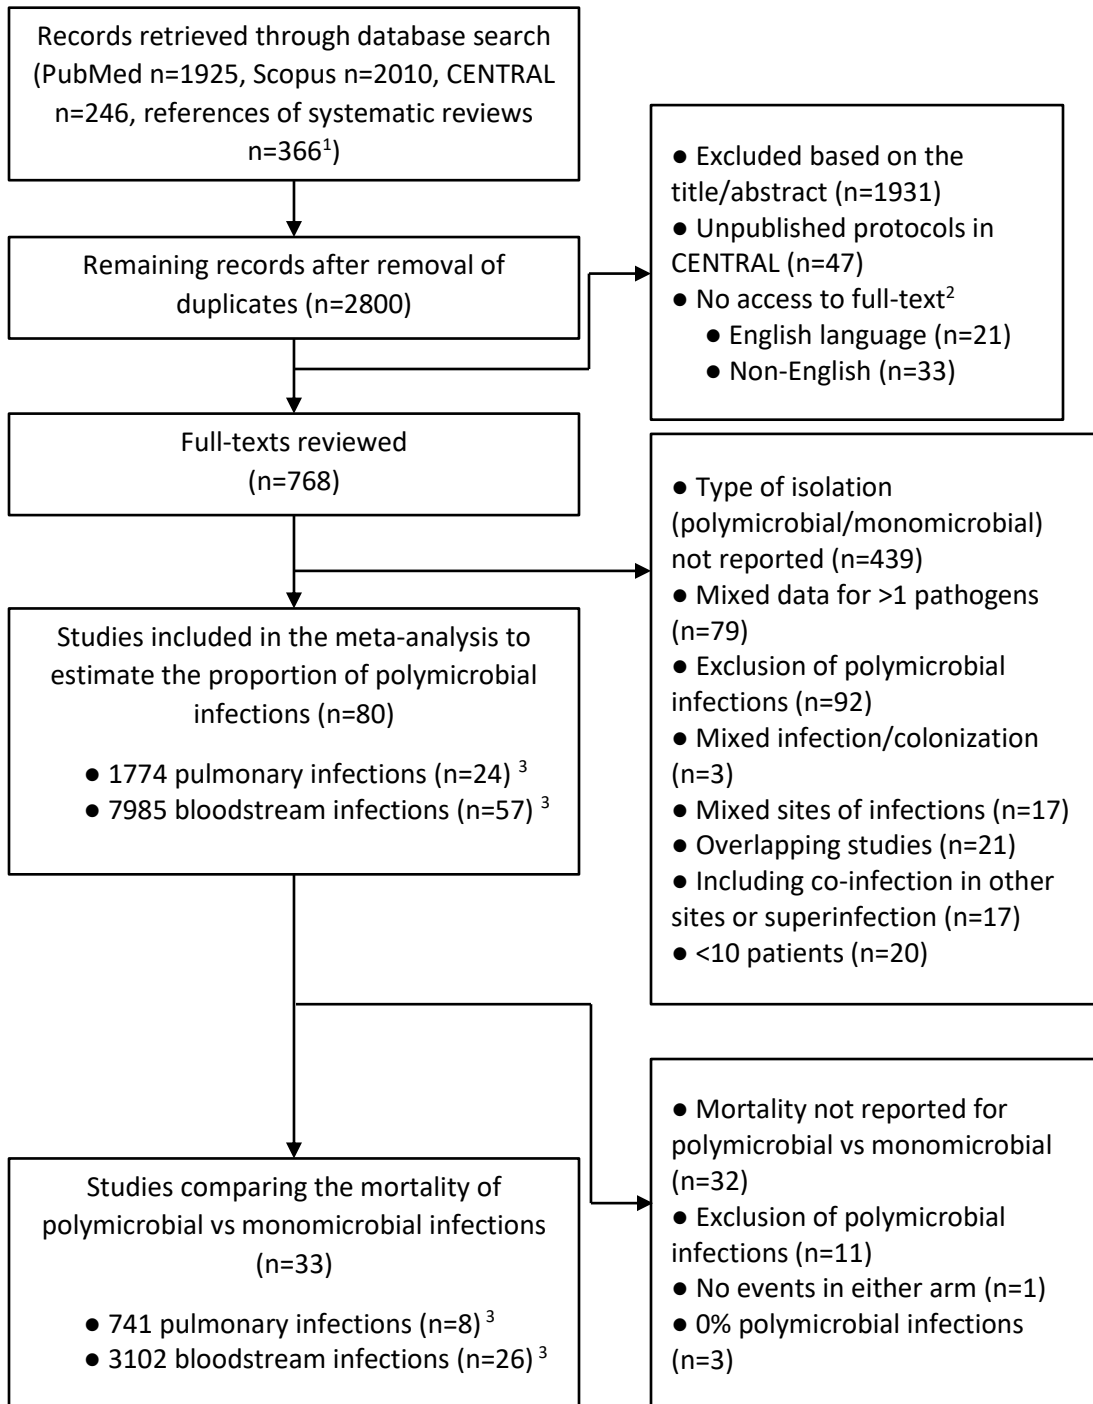 Records retrieved through database search
(PubMed n=1925, Scopus n=2010, CENTRAL
n=246, references of systematic reviews
n=366¹)
Remaining records after removal of
duplicates (n=2800)
● Excluded based on the
title/abstract (n=1931)
● Unpublished protocols in
CENTRAL (n=47)
● No access to full-text²
● English language (n=21)
● Non-English (n=33)
Full-texts reviewed
(n=768)
● Type of isolation
(polymicrobial/monomicrobial)
not reported (n=439)
● Mixed data for >1 pathogens
(n=79)
● Exclusion of polymicrobial
infections (n=92)
● Mixed infection/colonization
(n=3)
● Mixed sites of infections (n=17)
● Overlapping studies (n=21)
● Including co-infection in other
sites or superinfection (n=17)
● <10 patients (n=20)
Studies included in the meta-analysis to
estimate the proportion of polymicrobial
infections (n=80)
● 1774 pulmonary infections (n=24) ³
● 7985 bloodstream infections (n=57) ³
● Mortality not reported for
polymicrobial vs monomicrobial
(n=32)
● Exclusion of polymicrobial
infections (n=11)
● No events in either arm (n=1)
● 0% polymicrobial infections
(n=3)
Studies comparing the mortality of
polymicrobial vs monomicrobial infections
(n=33)
● 741 pulmonary infections (n=8) ³
● 3102 bloodstream infections (n=26) ³